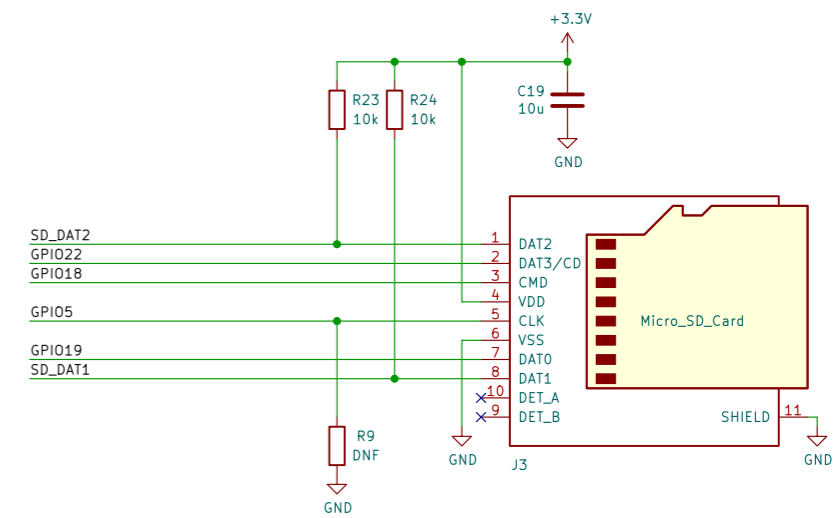 +3.3V
R23
10k
R24
10k
C19
10u
GND
SD_DAT2
GPIO22
GPIO18
GPIO5
GPIO19
SD_DAT1
1
2
3
4
5
6
7
8
10
9
DAT2
DAT3/CD
CMD
VDD
CLK
VSS
DAT0
DAT1
DET_A
DET_B
Micro_SD_Card
SHIELD
11
R9
DNF
GND
GND
J3
GND